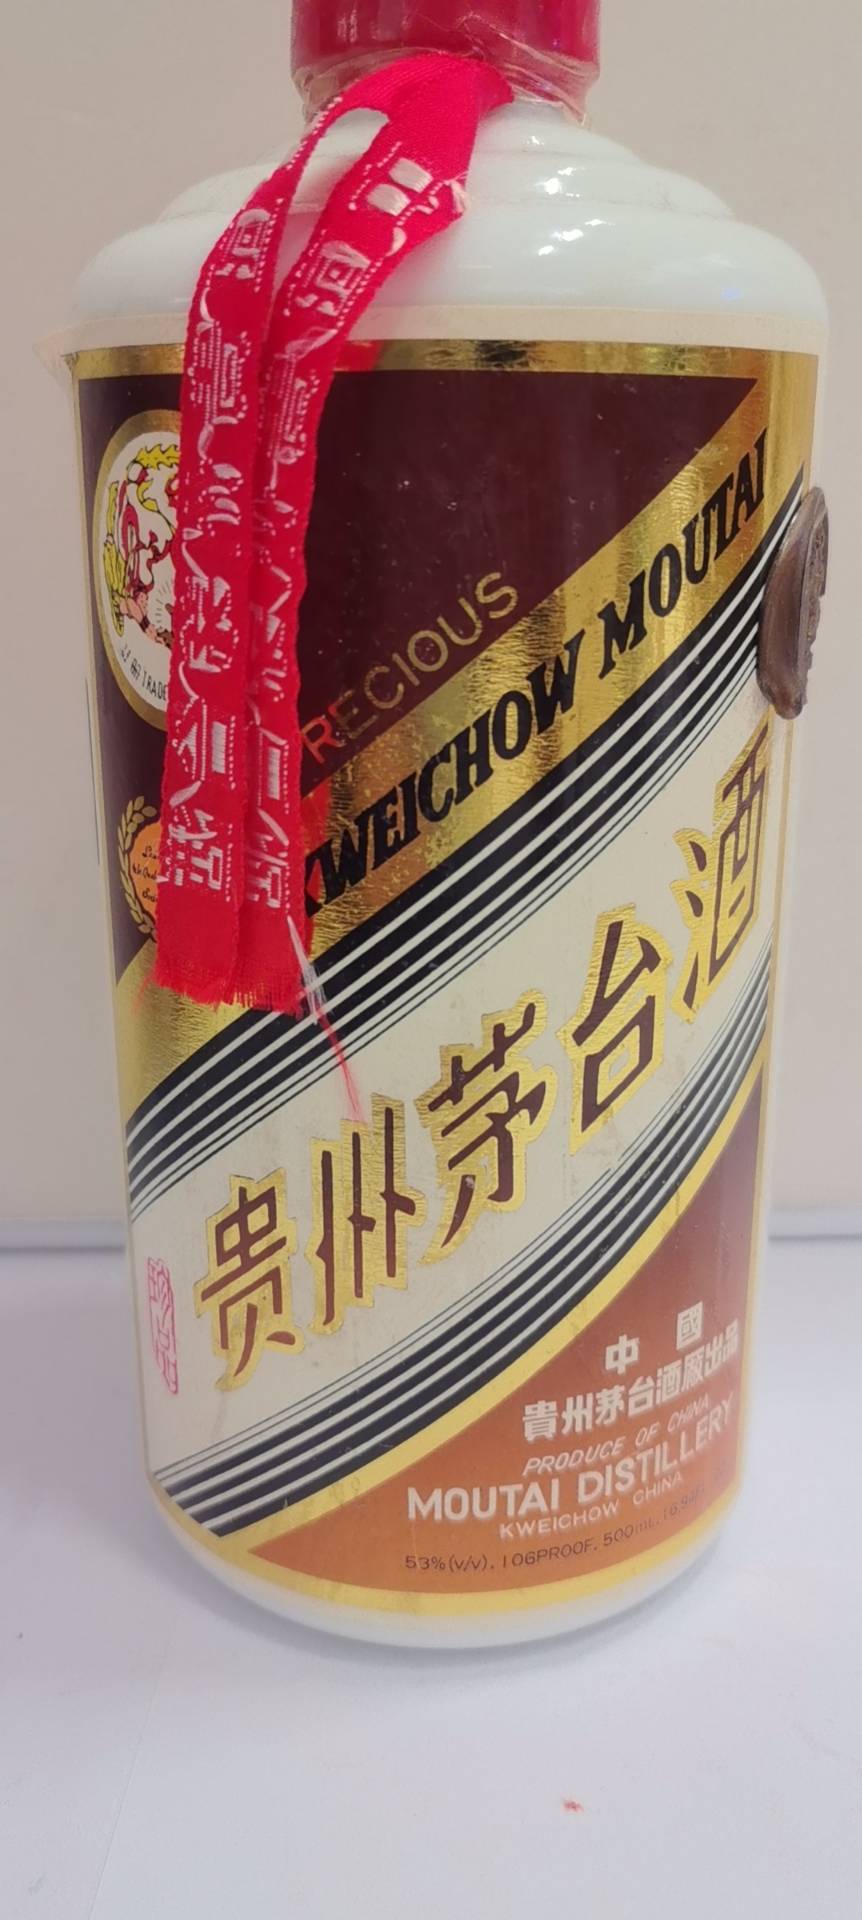 TRADE
RECIOUS
KWEICHOW MOUTAI
贵州茅台酒
中國
貴州茅台酒廠出品
PRODUCE OF CHINA
MOUTAI DISTILLERY
KWEICHOW CHINA
53%(v/v). 106PROOF. 500mL.